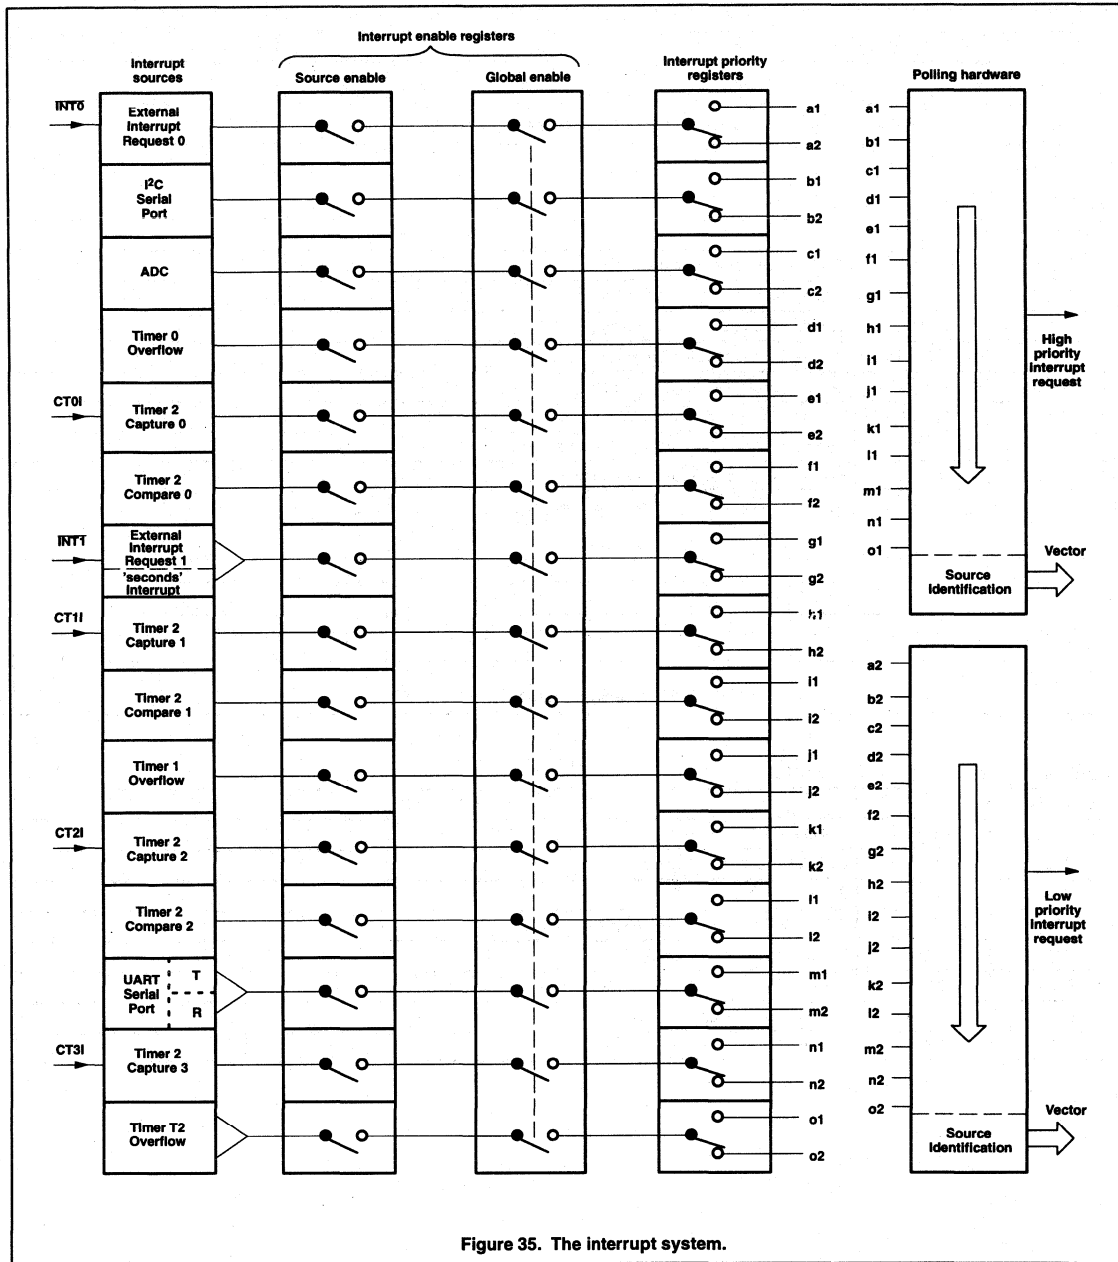 Interrupt enable registers
Interrupt
sources
Source enable
Global enable
Interrupt priority
registers
Polling hardware
INT0
External
Interrupt
Request 0
a1
a2
I²C
Serial
Port
b1
b2
ADC
c1
c2
Timer 0
Overflow
d1
d2
CT0I
Timer 2
Capture 0
e1
e2
Timer 2
Compare 0
f1
f2
INT1
External
Interrupt
Request 1
'seconds'
Interrupt
g1
g2
CT1I
Timer 2
Capture 1
h1
h2
Timer 2
Compare 1
i1
i2
Timer 1
Overflow
j1
j2
CT2I
Timer 2
Capture 2
k1
k2
Timer 2
Compare 2
l1
l2
UART
Serial
Port
T
R
m1
m2
CT3I
Timer 2
Capture 3
n1
n2
Timer T2
Overflow
o1
o2
a1
b1
c1
d1
e1
f1
g1
h1
i1
j1
k1
l1
m1
n1
o1
High
priority
interrupt
request
Source
Identification
Vector
a2
b2
c2
d2
e2
f2
g2
h2
i2
j2
k2
l2
m2
n2
o2
Low
priority
interrupt
request
Source
Identification
Vector
Figure 35. The interrupt system.